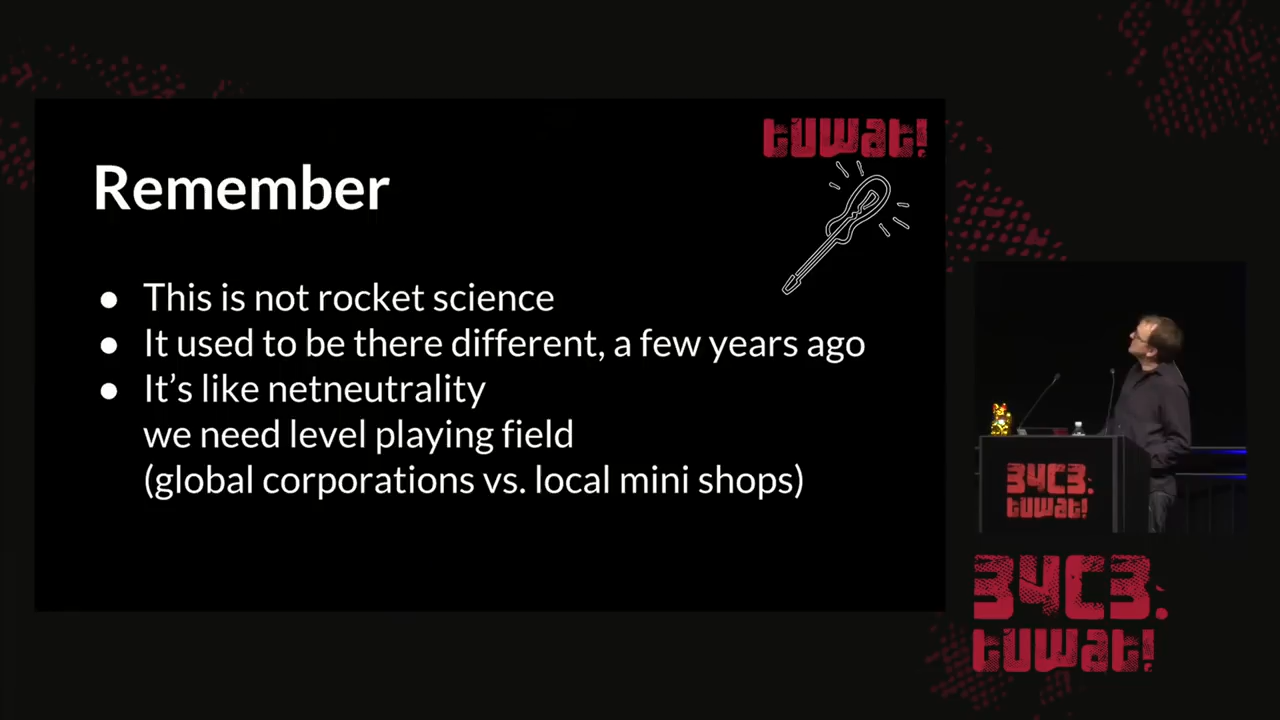 tuwat!
Remember
● This is not rocket science
● It used to be there different, a few years ago
● It's like netneutrality
we need level playing field
(global corporations vs. local mini shops)
34C3.
tuwat!
34C3.
tuwat!